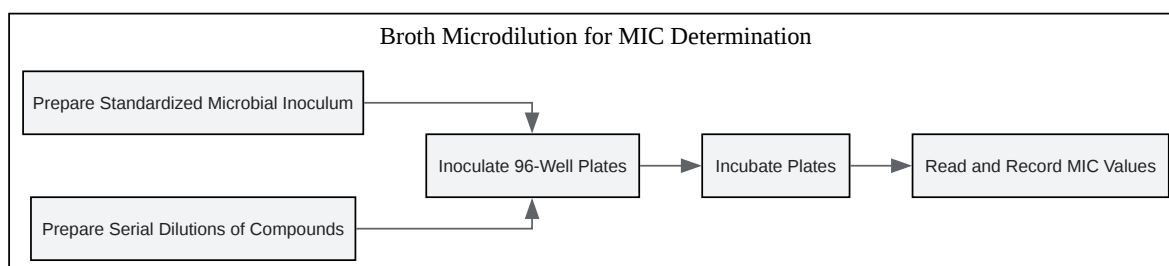 Broth Microdilution for MIC Determination
Prepare Standardized Microbial Inoculum
Prepare Serial Dilutions of Compounds
Inoculate 96-Well Plates
Incubate Plates
Read and Record MIC Values